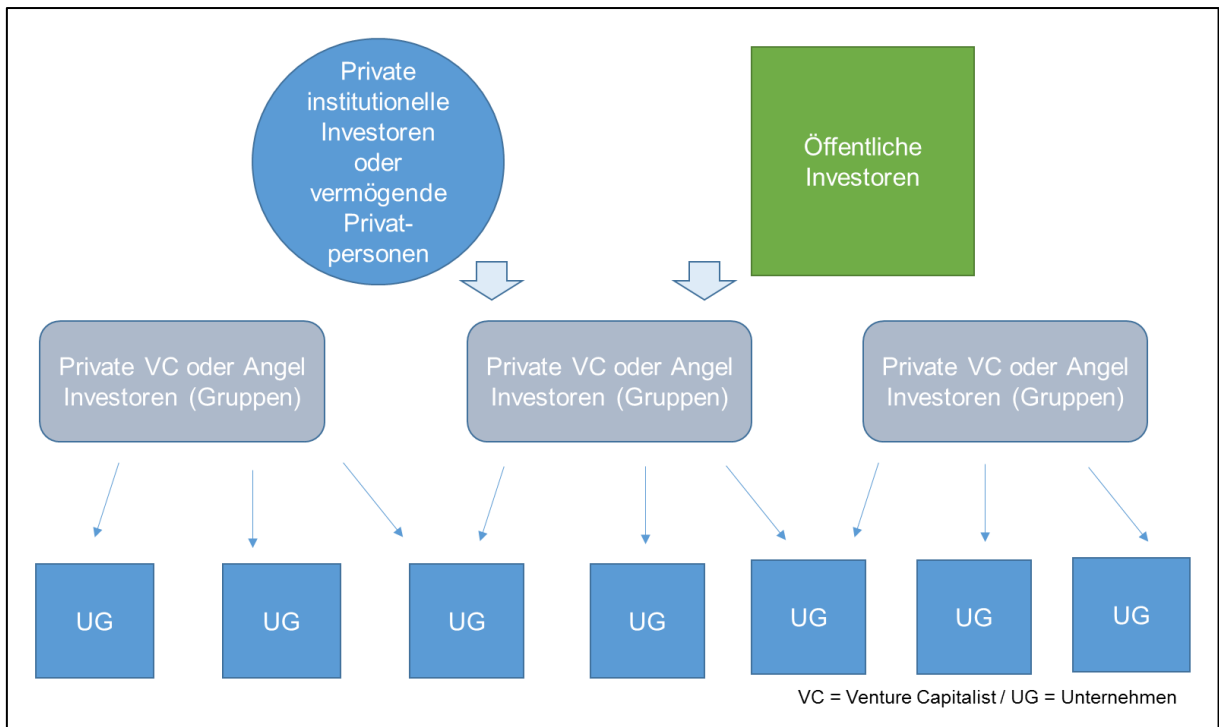 Private
institutionelle
Investoren
oder
vermögende
Privat-
personen
Öffentliche
Investoren
Private VC oder Angel
Investoren (Gruppen)
Private VC oder Angel
Investoren (Gruppen)
Private VC oder Angel
Investoren (Gruppen)
UG
UG
UG
UG
UG
UG
UG
VC = Venture Capitalist / UG = Unternehmen